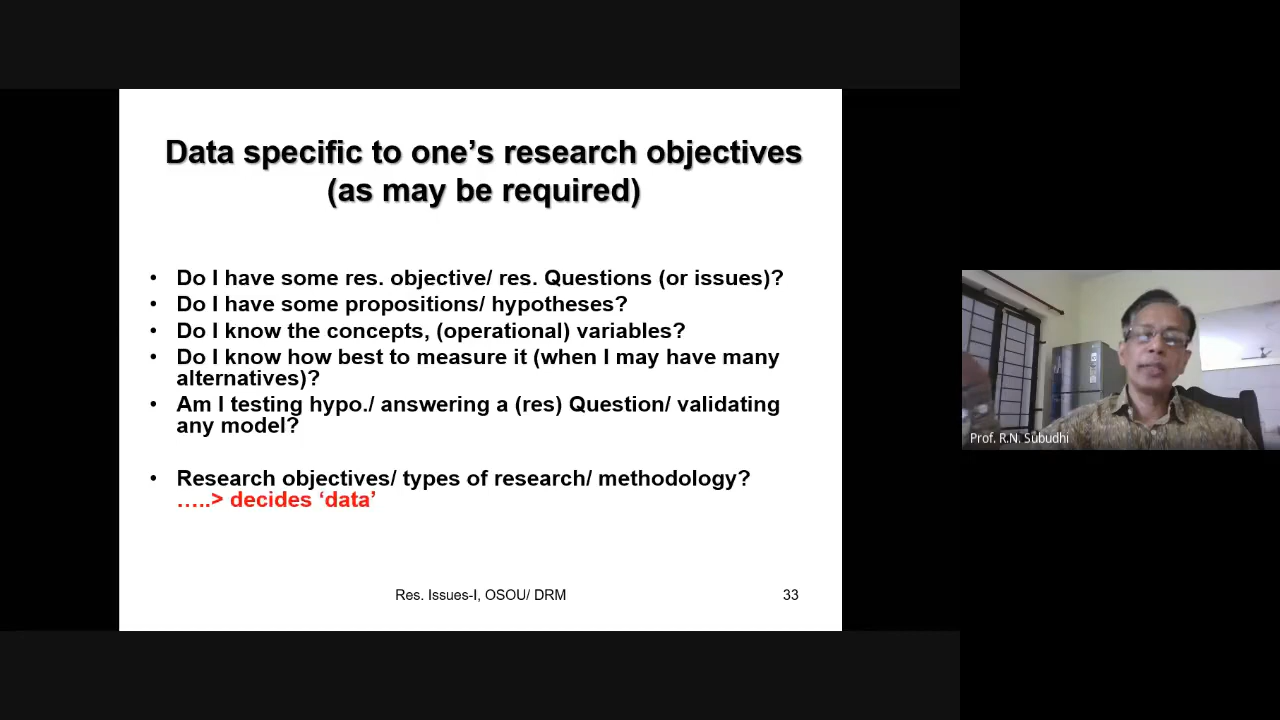 Data specific to one's research objectives
(as may be required)
• Do I have some res. objective/ res. Questions (or issues)?
• Do I have some propositions/ hypotheses?
• Do I know the concepts, (operational) variables?
• Do I know how best to measure it (when I may have many
alternatives)?
• Am I testing hypo./ answering a (res) Question/ validating
any model?
• Research objectives/ types of research/ methodology?
…..> decides ‘data’
Res. Issues-I, OSOU/ DRM
33
Prof. R.N. Subudhi